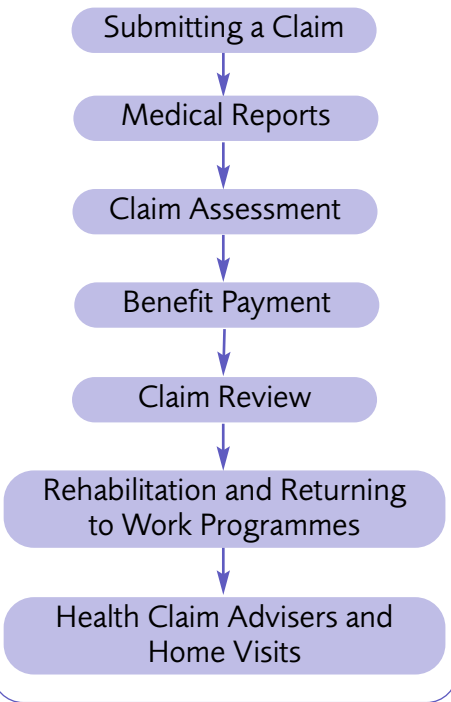 Submitting a Claim
Medical Reports
Claim Assessment
Benefit Payment
Claim Review
Rehabilitation and Returning
to Work Programmes
Health Claim Advisers and
Home Visits